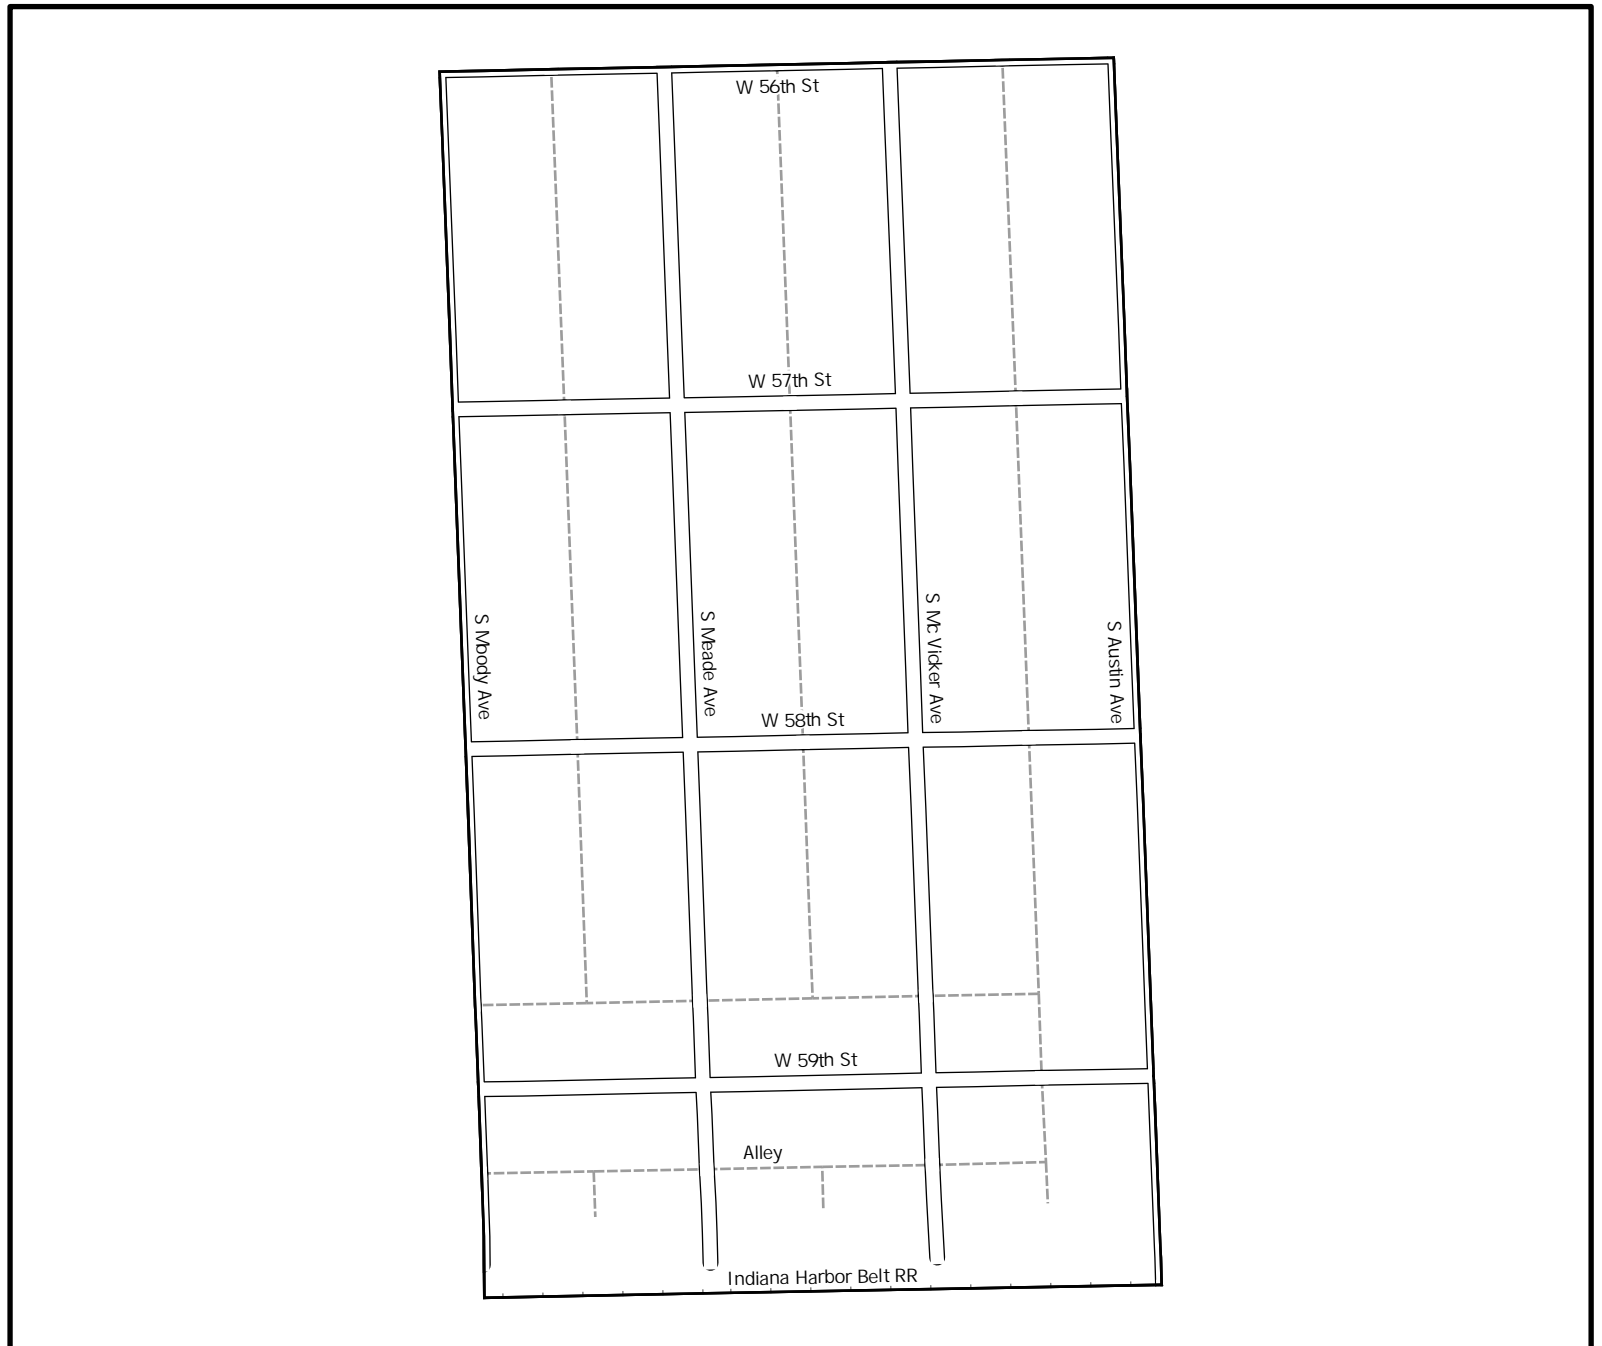 W 56th St
W 57th St
S Moody Ave
S Meade Ave
S Mc Vicker Ave
S Austin Ave
W 58th St
W 59th St
Alley
Indiana Harbor Belt RR